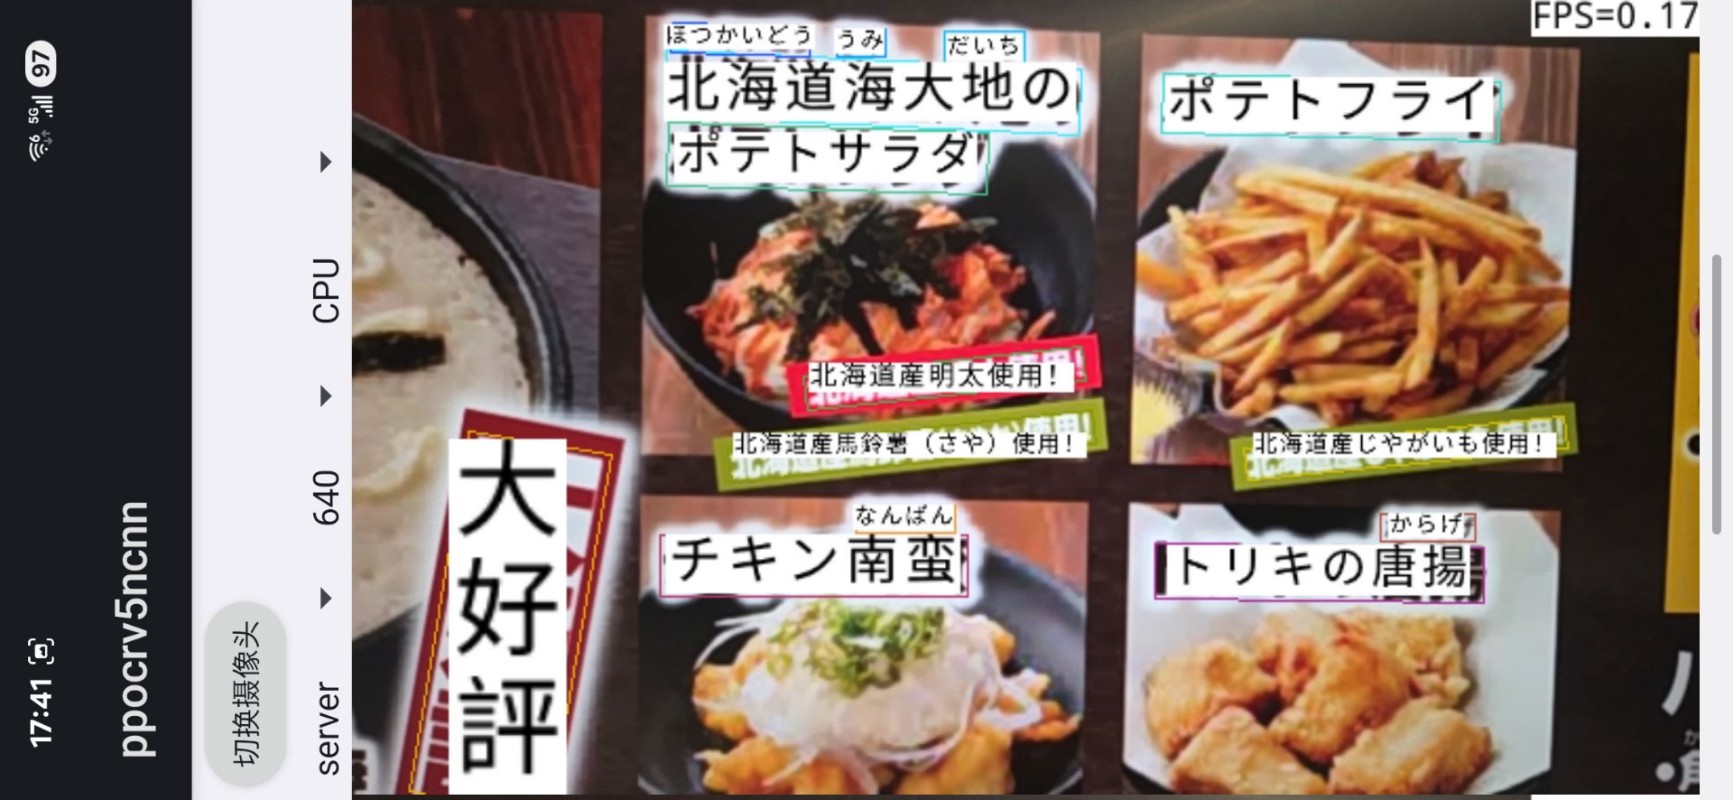 17:41
5G
97
ppocrv5ncnn
切换摄像头
server
640
CPU
FPS=0.17
ほつかいどう うみ だいち
北海道海大地の
ポテトサラダ
北海道産明太使用！
北海道産馬鈴薯（さや）使用！
ポテトフライ
北海道産じやがいも使用！
大好評
なんばん
チキン南蛮
からげ
トリキの唐揚